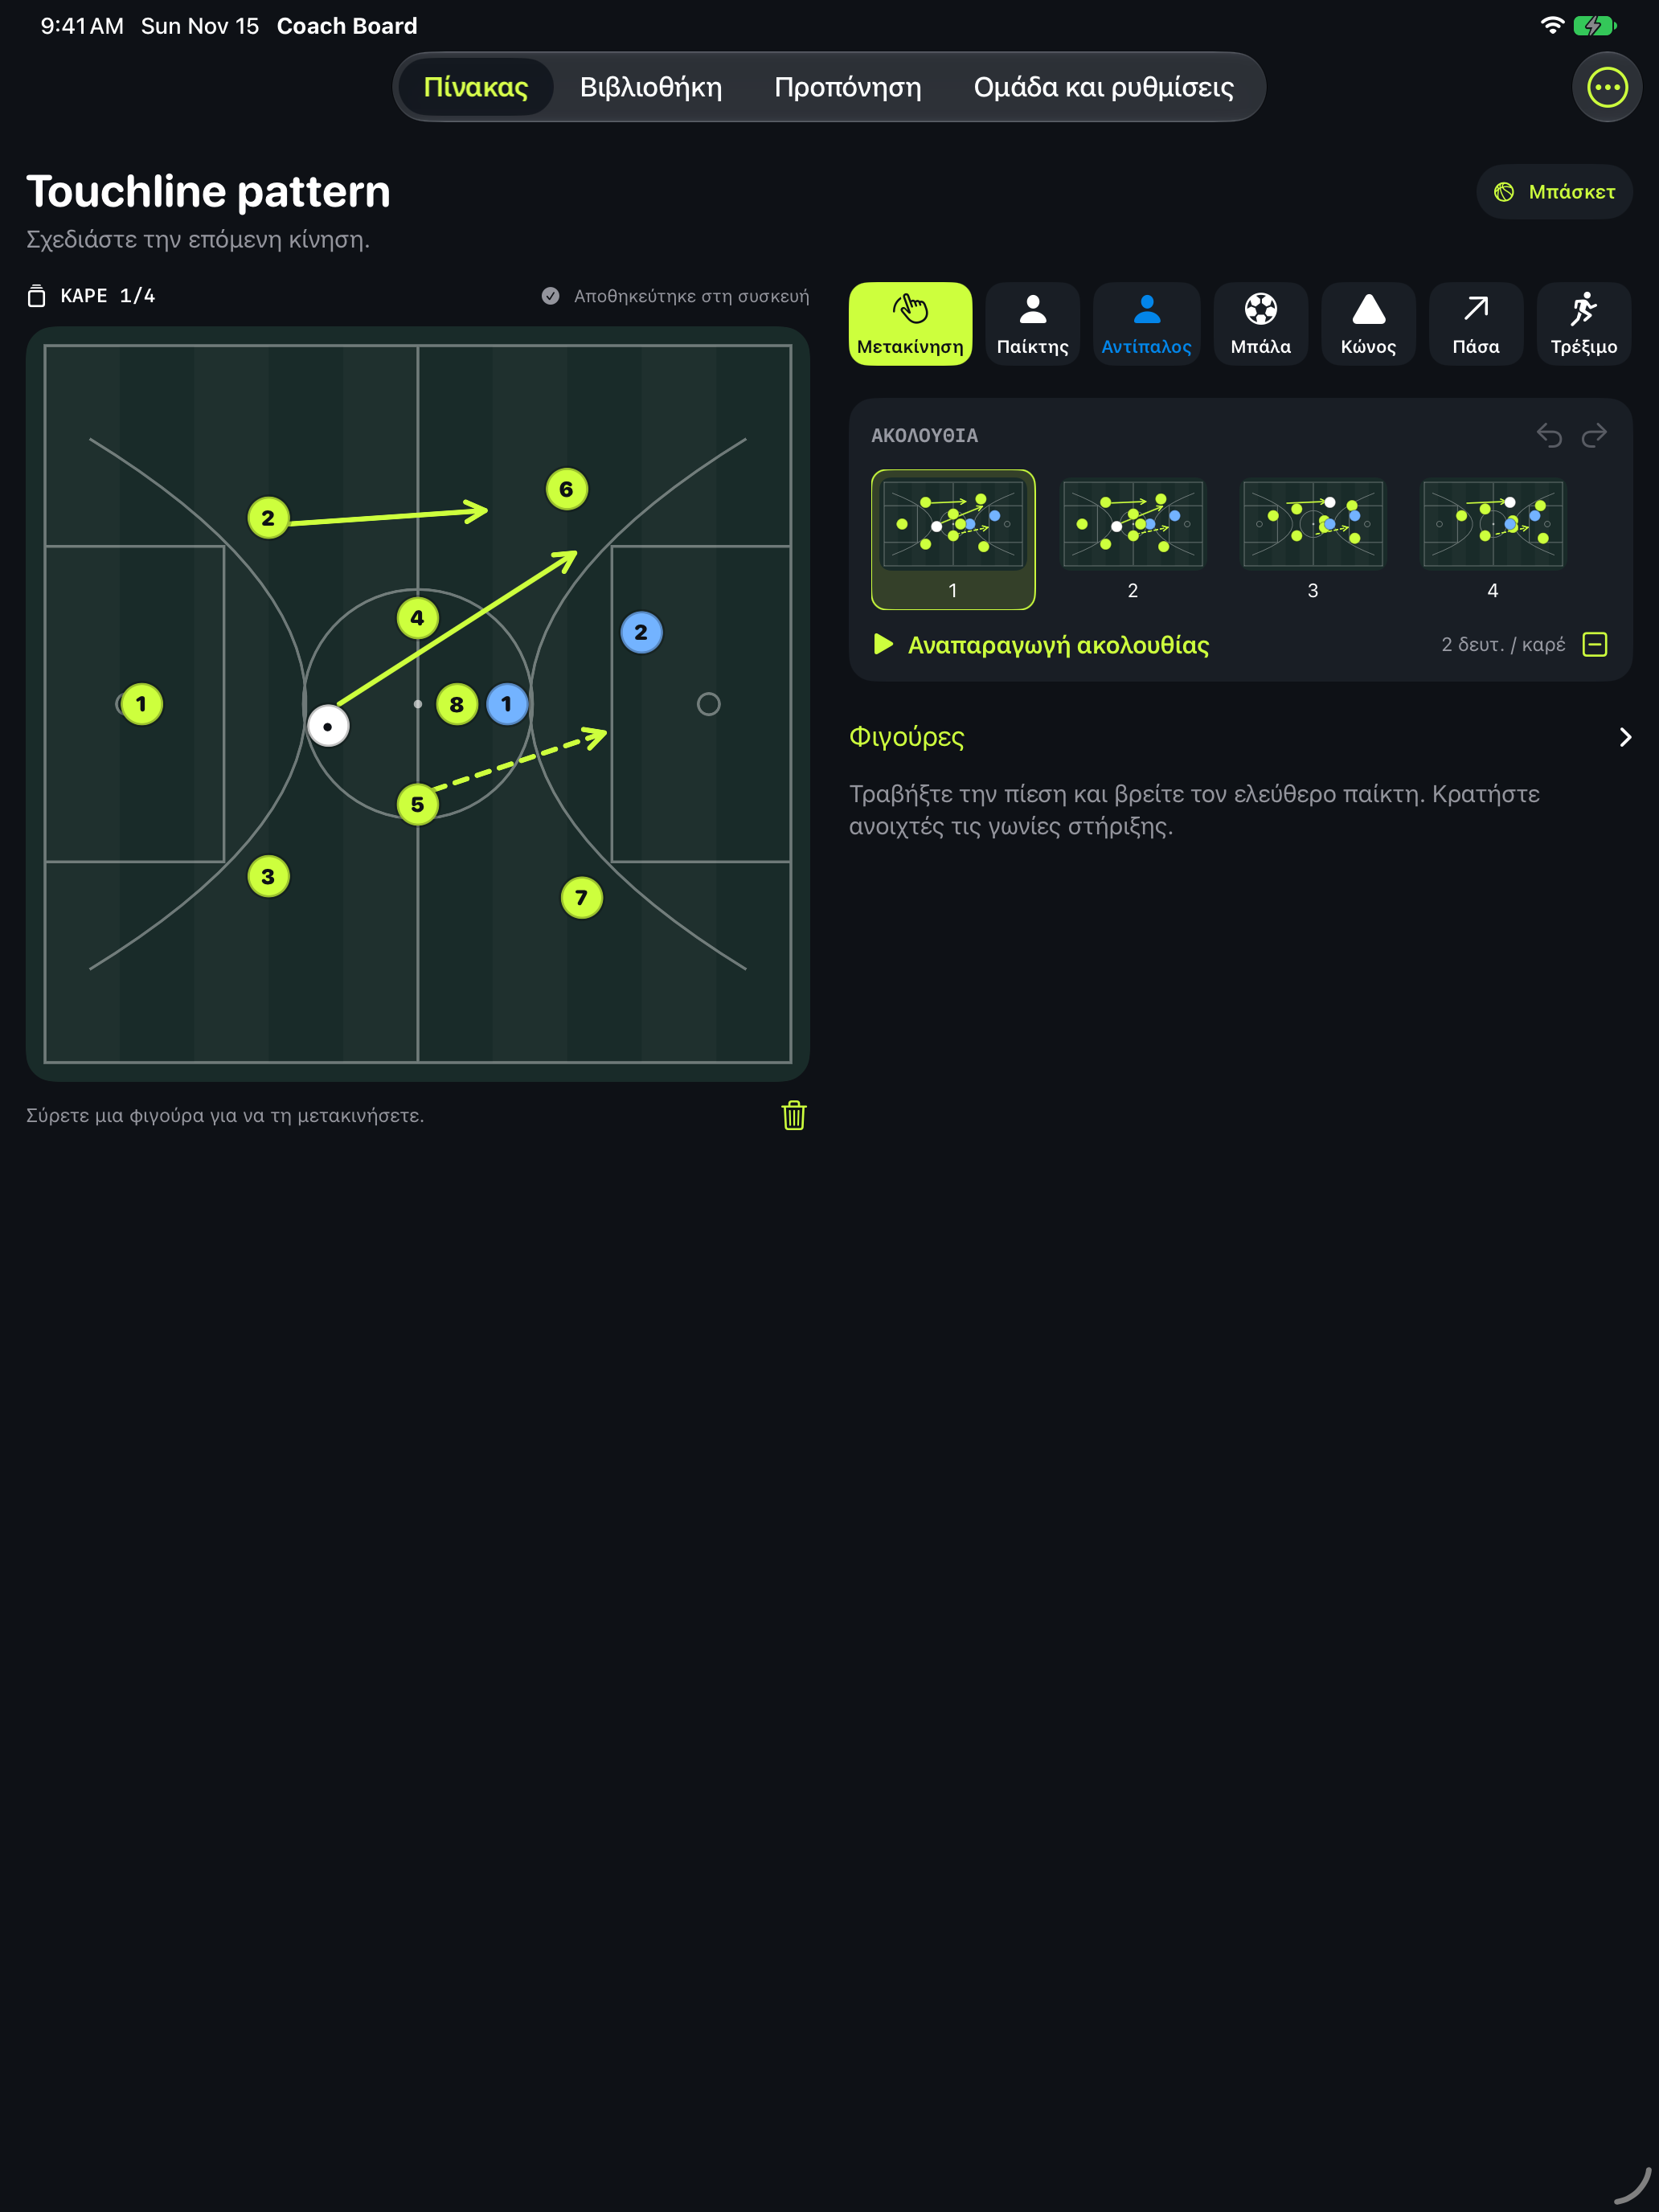 9:41 AM Sun Nov 15 Coach Board
Πίνακας Βιβλιοθήκη Προπόνηση Ομάδα και ρυθμίσεις
Touchline pattern
Μπάσκετ
Σχεδιάστε την επόμενη κίνηση.
ΚΑΡΕ 1/4
Αποθηκεύτηκε στη συσκευή
2
6
4
2
1
8
1
5
3
7
Σύρετε μια φιγούρα για να τη μετακινήσετε.
Μετακίνηση Παίκτης Αντίπαλος Μπάλα Κώνος Πάσα Τρέξιμο
ΑΚΟΛΟΥΘΙΑ
1 2 3 4
Αναπαραγωγή ακολουθίας
2 δευτ. / καρέ
Φιγούρες
Τραβήξτε την πίεση και βρείτε τον ελεύθερο παίκτη. Κρατήστε
ανοιχτές τις γωνίες στήριξης.